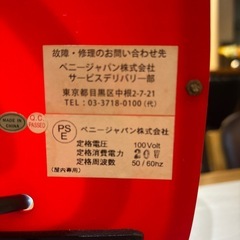 故障・修理のお問い合わせ先
ペニージャパン株式会社
サービスデリバリー部
東京都目黒区中根2-7-21
TEL:03-3718-0100(代)
MADE IN
CHINA
Q.C.
PASSED
PS
E
ペニージャパン株式会社
定格電圧 100Volt
定格消費電力 20W
定格周波数 50/60hz
(屋内専用)